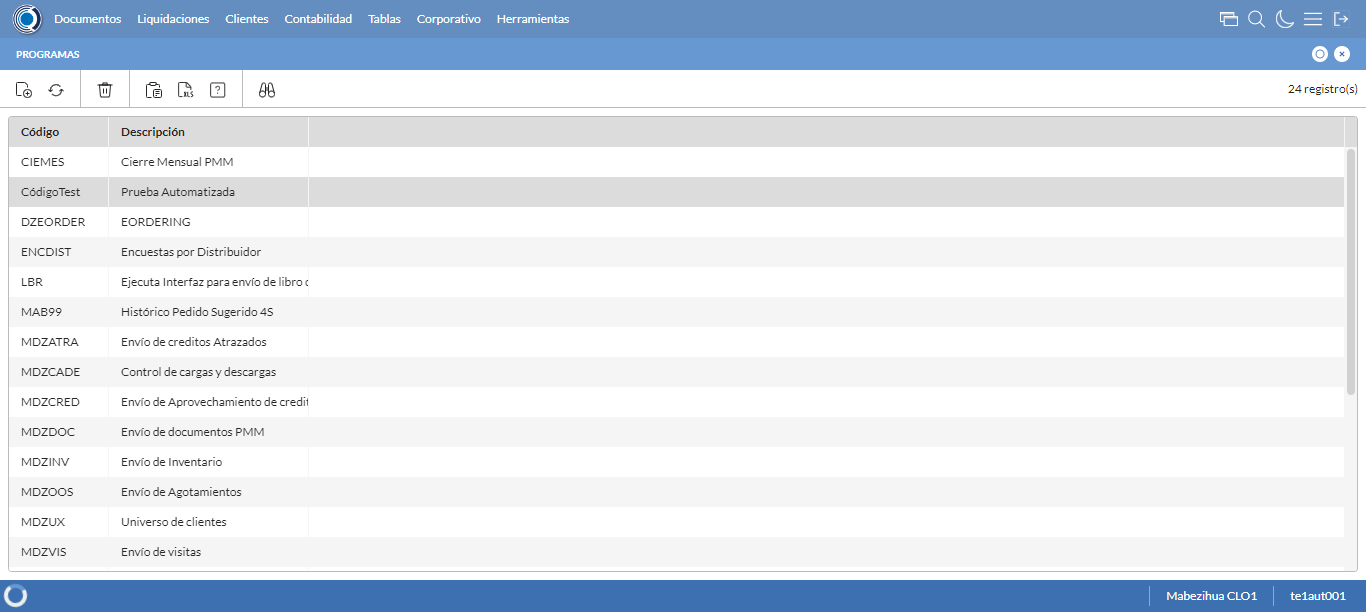 Documentos Liquidaciones Clientes Contabilidad Tablas Corporativo Herramientas
PROGRAMAS
XLS ? 24 registro(s)
Código Descripción
CIEMES Cierre Mensual PMM
CódigoTest Prueba Automatizada
DZEORDER EORDERING
ENCDIST Encuestas por Distribuidor
LBR Ejecuta Interfaz para envío de libro
MAB99 Histórico Pedido Sugerido 4S
MDZATRA Envío de creditos Atrazados
MDZCADE Control de cargas y descargas
MDZCRED Envío de Aprovechamiento de credit
MDZDOC Envío de documentos PMM
MDZINV Envío de Inventario
MDZOOS Envío de Agotamientos
MDZUX Universo de clientes
MDZVIS Envío de visitas
Mabezihua CLO1 te1aut001